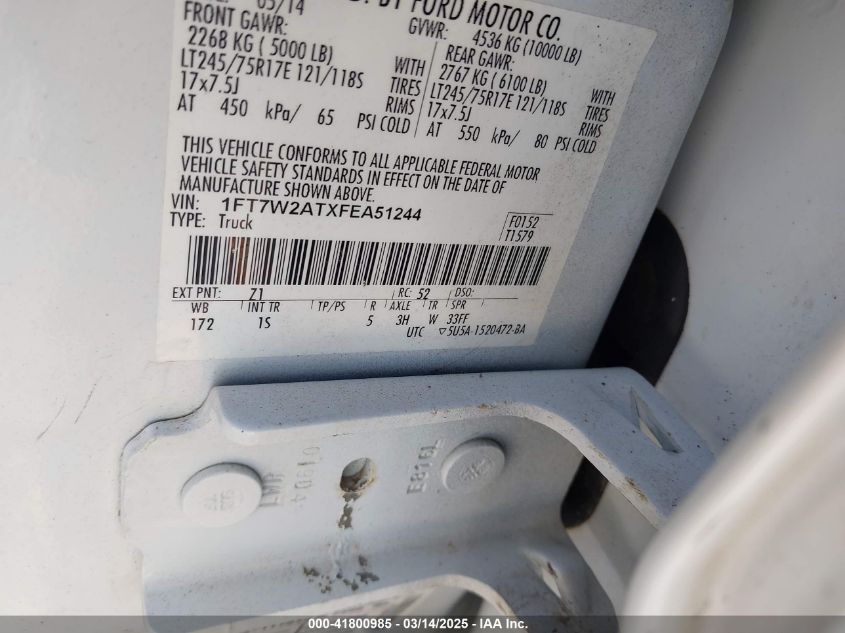 05/14
BY FORD MOTOR CO.
FRONT GAWR:
2268 KG ( 5000 LB)
LT245/75R17E 121/118S
17x7.5J
WITH
TIRES
RIMS
AT 450 kPa/ 65 PSI COLD
GVWR: 4536 KG (10000 LB)
REAR GAWR:
2767 KG ( 6100 LB)
LT245/75R17E 121/118S
17x7.5J
WITH
TIRES
RIMS
AT 550 kPa/ 80 PSI COLD
THIS VEHICLE CONFORMS TO ALL APPLICABLE FEDERAL MOTOR
VEHICLE SAFETY STANDARDS IN EFFECT ON THE DATE OF
MANUFACTURE SHOWN ABOVE.
VIN: 1FT7W2ATXFEA51244
TYPE: Truck
F0152
T1579
EXT PNT: Z1 RC: 52 DSO:
WB INT TR TP/PS R AXLE TR SPR
172 1S 5 3H W 33FF
UTC ▽5U5A-1520472-BA
000-41800985 - 03/14/2025 - IAA Inc.